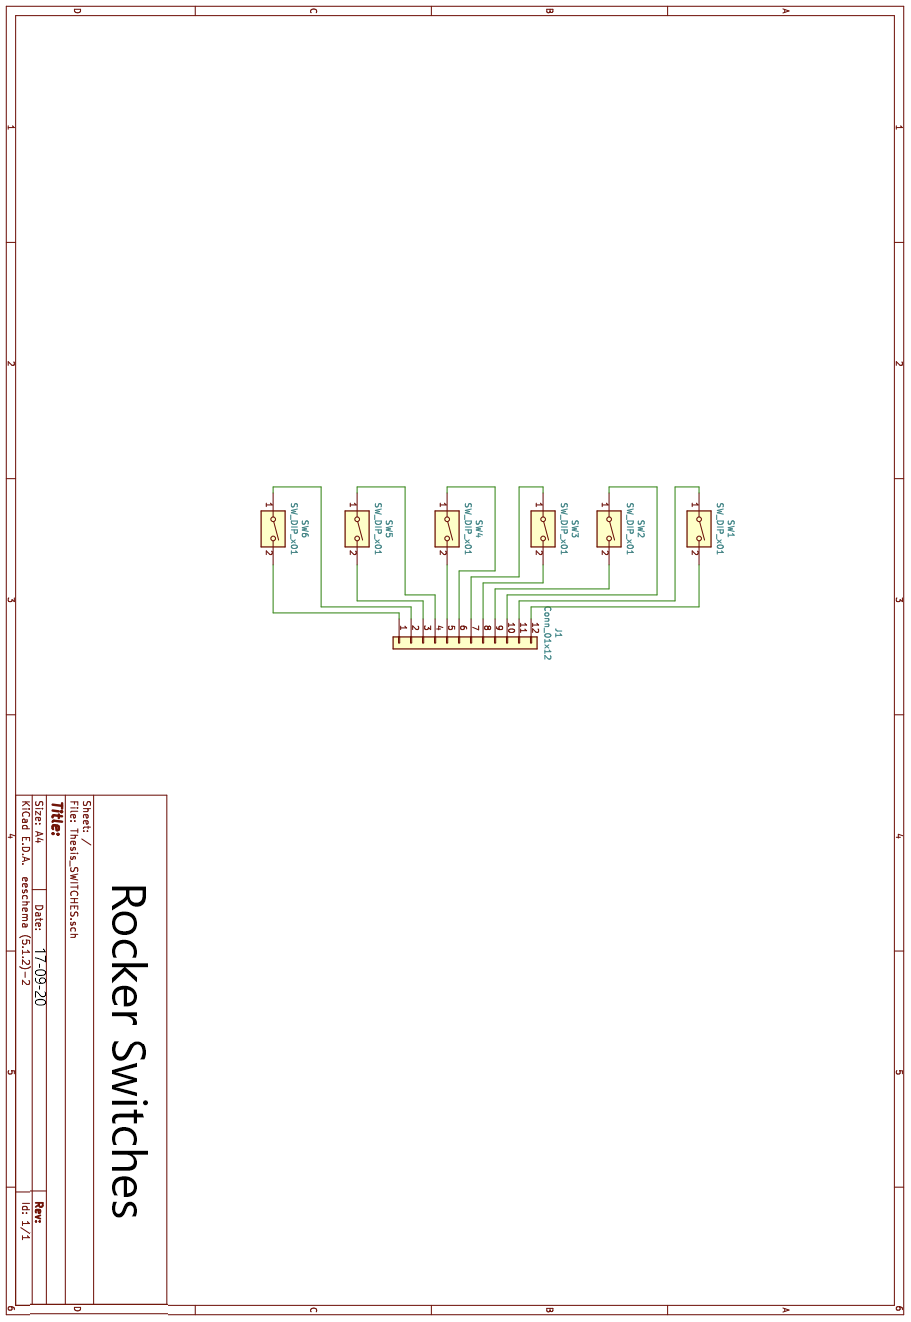 A
B
C
D
1
1
2
2
3
3
4
4
5
5
6
6
A
B
C
D
SW1
SW_DIP_x01
1
2
SW2
SW_DIP_x01
1
2
SW3
SW_DIP_x01
1
2
SW4
SW_DIP_x01
1
2
SW5
SW_DIP_x01
1
2
SW6
SW_DIP_x01
1
2
J1
Conn_01x12
12
11
10
9
8
7
6
5
4
3
2
1
Rocker Switches
Sheet: /
File: Thesis_SWITCHES.sch
Title:
Size: A4 Date: 17-09-20 Rev:
KiCad E.D.A. eeschema (5.1.2)-2 Id: 1/1